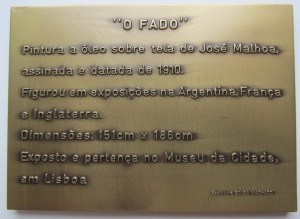 "O FADO"
Pintura a óleo sobre tela de José Malhoa,
assinada e datada de 1910.
Figurou em exposições na Argentina, França
e Inglaterra.
Dimensões: 151cm x 186cm
Exposto e pertença no Museu da Cidade,
em Lisboa